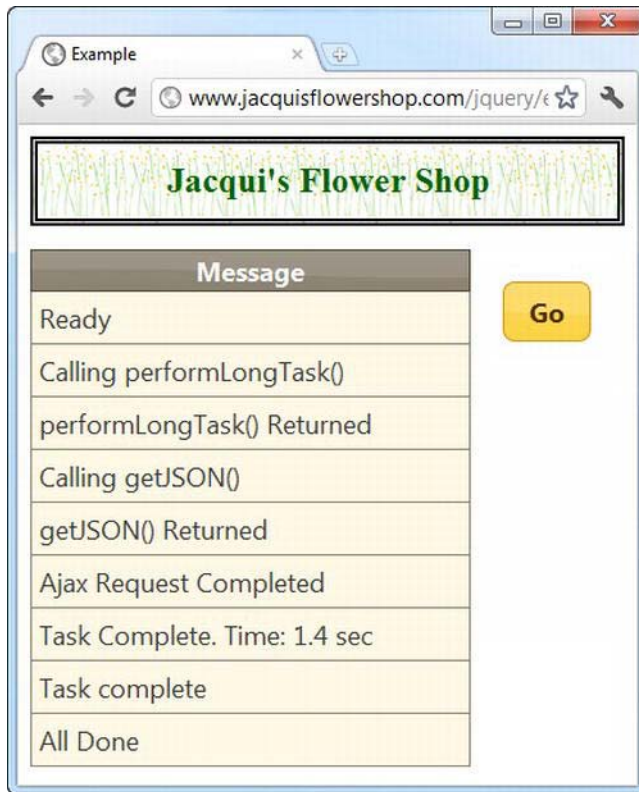 Example
www.jacquisflowershop.com/jquery/e
Jacqui's Flower Shop
Message
Go
Ready
Calling performLongTask()
performLongTask() Returned
Calling getJSON()
getJSON() Returned
Ajax Request Completed
Task Complete. Time: 1.4 sec
Task complete
All Done